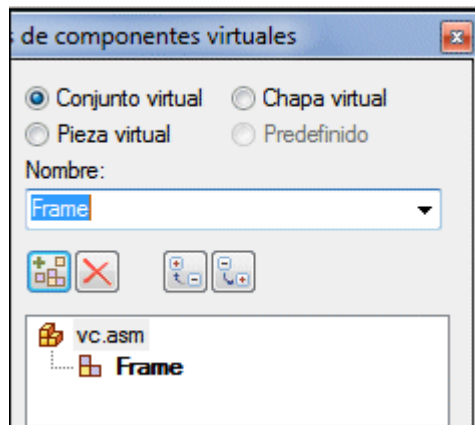 s de componentes virtuales
Conjunto virtual Chapa virtual
Pieza virtual Predefinido
Nombre:
Frame
vc.asm
Frame